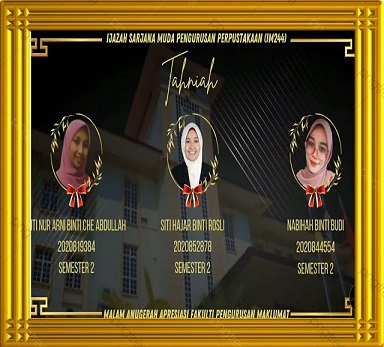 IJAZAH SARJANA MUDA PENGURUSAN PERPUSTAKAAN (IM244)
Tahniah
ITI NUR ARNI BINTI CHE ABDULLAH
2020819384
SEMESTER 2
SITI HAJAR BINTI ROSLI
2020852878
SEMESTER 2
NABIHAH BINTI BUDI
2020844554
SEMESTER 2
MALAM ANUGERAH APRESIASI FAKULTI PENGURUSAN MAKLUMAT